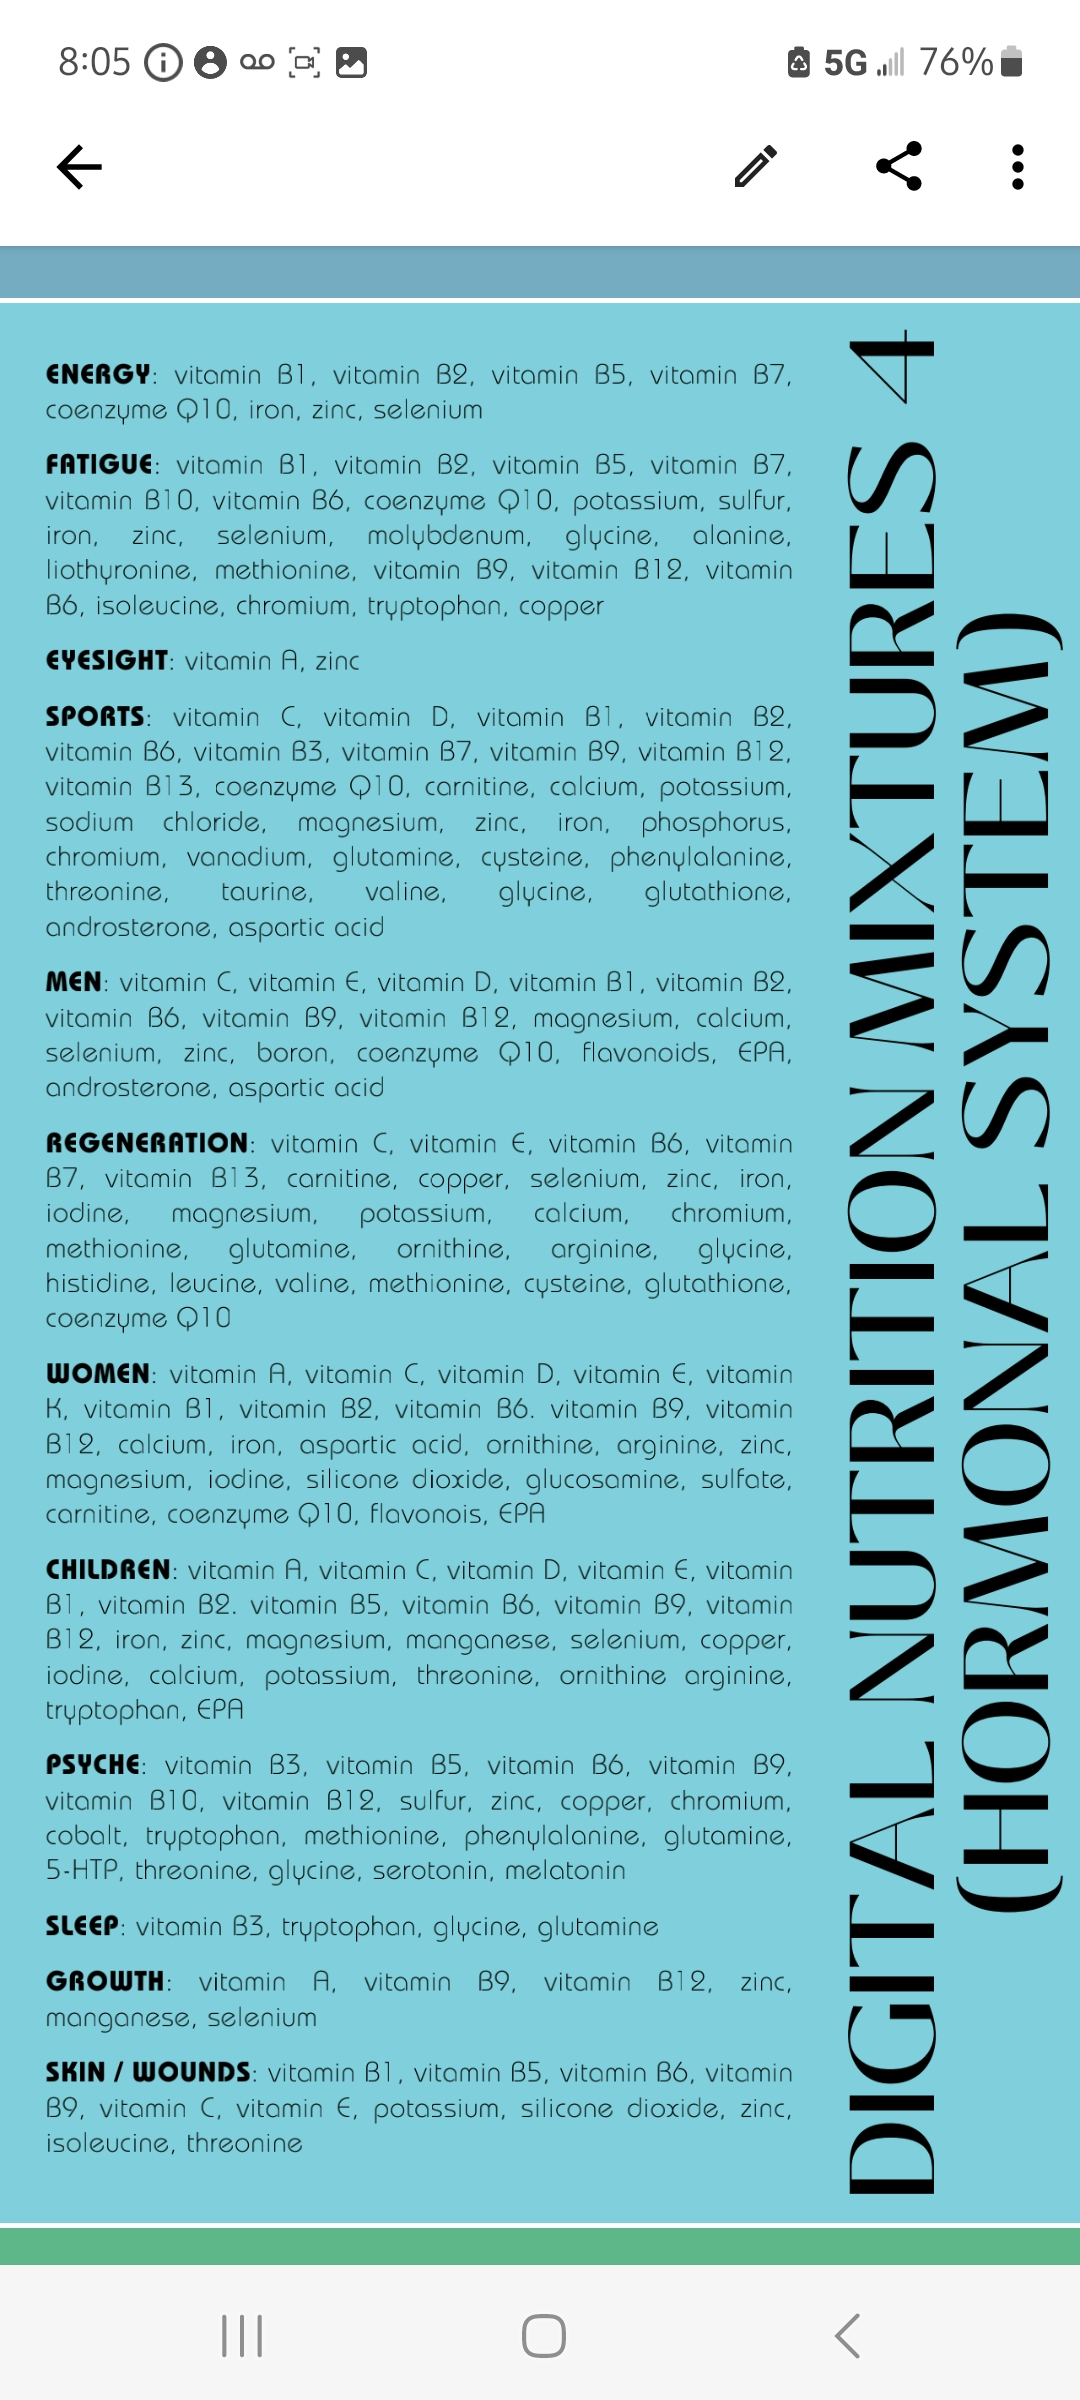 8:05
5G 76%
ENERGY: vitamin B1, vitamin B2, vitamin B5, vitamin B7,
coenzyme Q10, iron, zinc, selenium
FATIGUE: vitamin B1, vitamin B2, vitamin B5, vitamin B7,
vitamin B10, vitamin B6, coenzyme Q10, potassium, sulfur,
iron, zinc, selenium, molybdenum, glycine, alanine,
liothyronine, methionine, vitamin B9, vitamin B12, vitamin
B6, isoleucine, chromium, tryptophan, copper
EYESIGHT: vitamin A, zinc
SPORTS: vitamin C, vitamin D, vitamin B1, vitamin B2,
vitamin B6, vitamin B3, vitamin B7, vitamin B9, vitamin B12,
vitamin B13, coenzyme Q10, carnitine, calcium, potassium,
sodium chloride, magnesium, zinc, iron, phosphorus,
chromium, vanadium, glutamine, cysteine, phenylalanine,
threonine, taurine, valine, glycine, glutathione,
androsterone, aspartic acid
MEN: vitamin C, vitamin E, vitamin D, vitamin B1, vitamin B2,
vitamin B6, vitamin B9, vitamin B12, magnesium, calcium,
selenium, zinc, boron, coenzyme Q10, flavonoids, EPA,
androsterone, aspartic acid
REGENERATION: vitamin C, vitamin E, vitamin B6, vitamin
B7, vitamin B13, carnitine, copper, selenium, zinc, iron,
iodine, magnesium, potassium, calcium, chromium,
methionine, glutamine, ornithine, arginine, glycine,
histidine, leucine, valine, methionine, cysteine, glutathione,
coenzyme Q10
WOMEN: vitamin A, vitamin C, vitamin D, vitamin E, vitamin
K, vitamin B1, vitamin B2, vitamin B6. vitamin B9, vitamin
B12, calcium, iron, aspartic acid, ornithine, arginine, zinc,
magnesium, iodine, silicone dioxide, glucosamine, sulfate,
carnitine, coenzyme Q10, flavonois, EPA
CHILDREN: vitamin A, vitamin C, vitamin D, vitamin E, vitamin
B1, vitamin B2. vitamin B5, vitamin B6, vitamin B9, vitamin
B12, iron, zinc, magnesium, manganese, selenium, copper,
iodine, calcium, potassium, threonine, ornithine arginine,
tryptophan, EPA
PSYCHE: vitamin B3, vitamin B5, vitamin B6, vitamin B9,
vitamin B10, vitamin B12, sulfur, zinc, copper, chromium,
cobalt, tryptophan, methionine, phenylalanine, glutamine,
5-HTP, threonine, glycine, serotonin, melatonin
SLEEP: vitamin B3, tryptophan, glycine, glutamine
GROWTH: vitamin A, vitamin B9, vitamin B12, zinc,
manganese, selenium
SKIN / WOUNDS: vitamin B1, vitamin B5, vitamin B6, vitamin
B9, vitamin C, vitamin E, potassium, silicone dioxide, zinc,
isoleucine, threonine
DIGITAL NUTRITION MIXTURES 4
(HORMONAL SYSTEM)